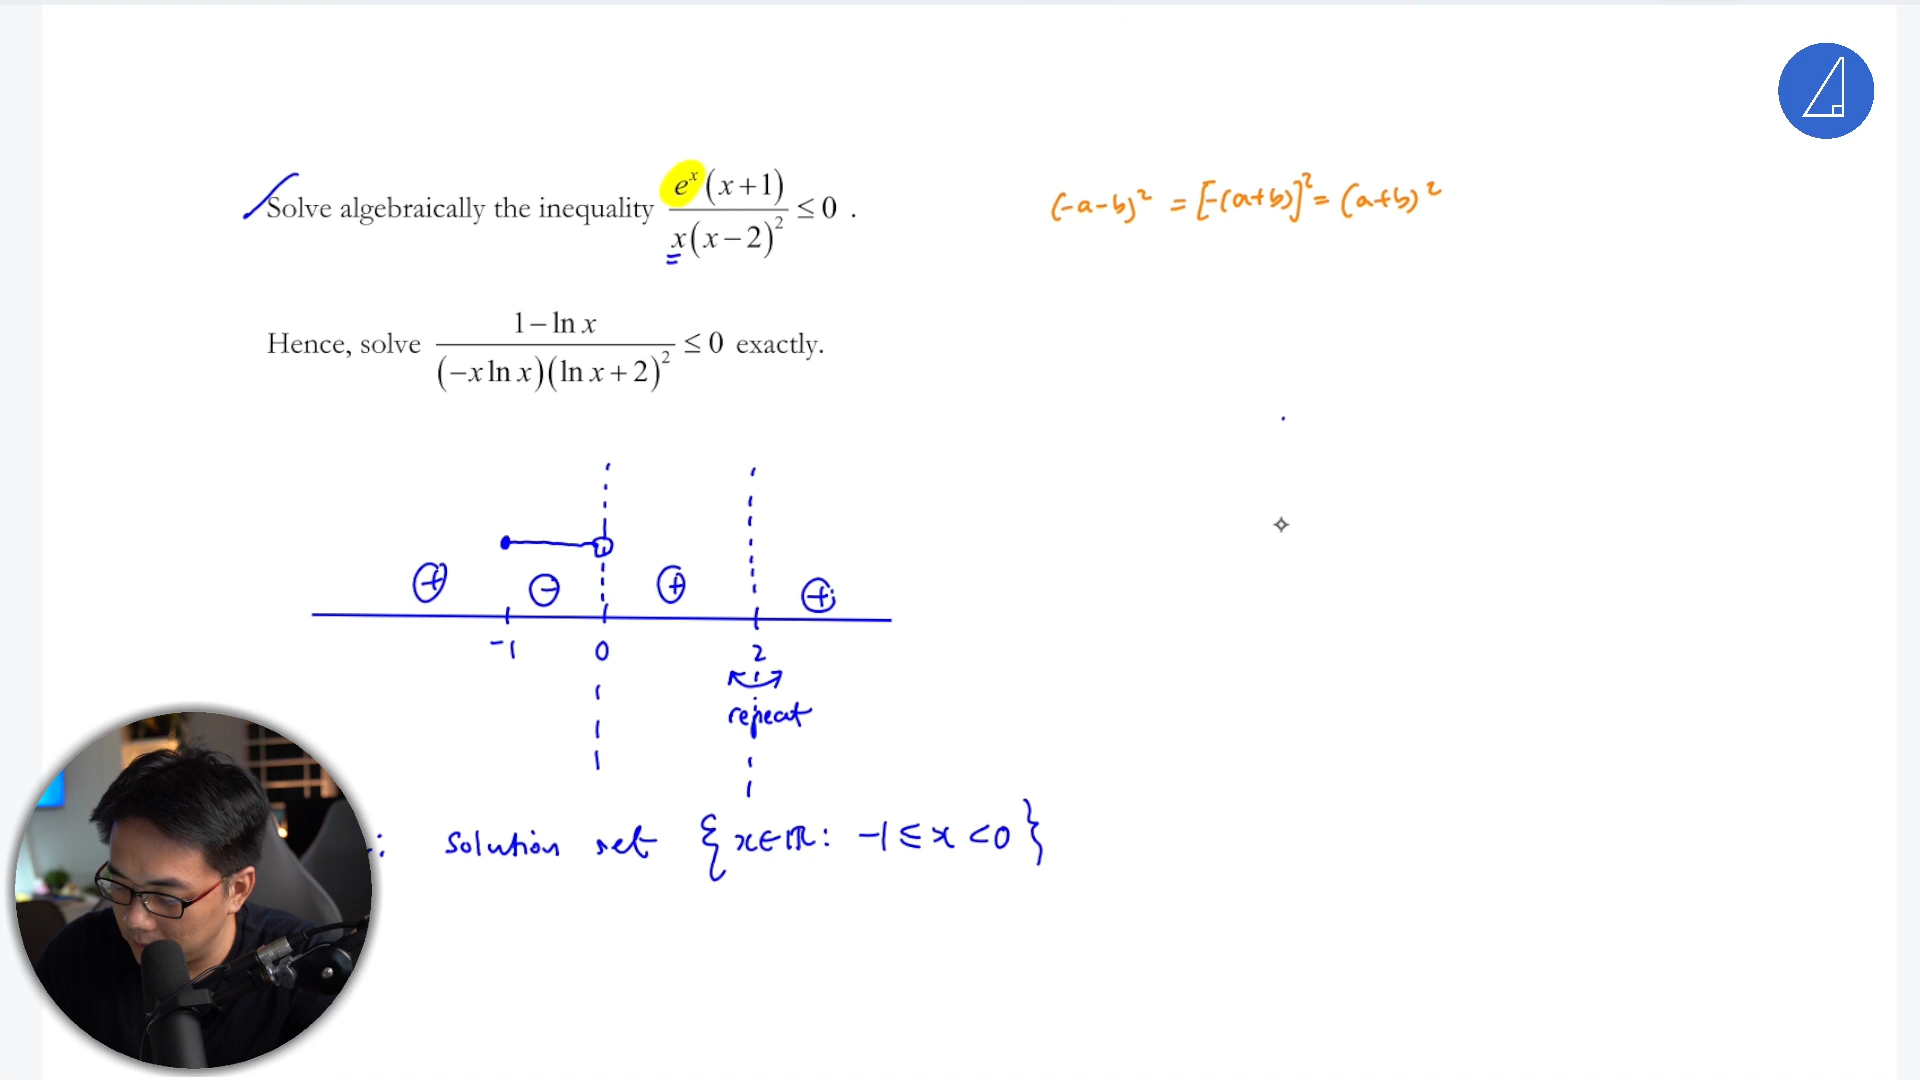 Solve algebraically the inequality e^x(x+1) / x(x−2)^2 ≤ 0 .
(-a-b)^2 = [-(a+b)]^2 = (a+b)^2
Hence, solve 1−ln x / (−x ln x)(ln x+2)^2 ≤ 0 exactly.
+ − + +
-1 0 2
repeat
: Solution set {x∈ℝ: -1≤x<0}